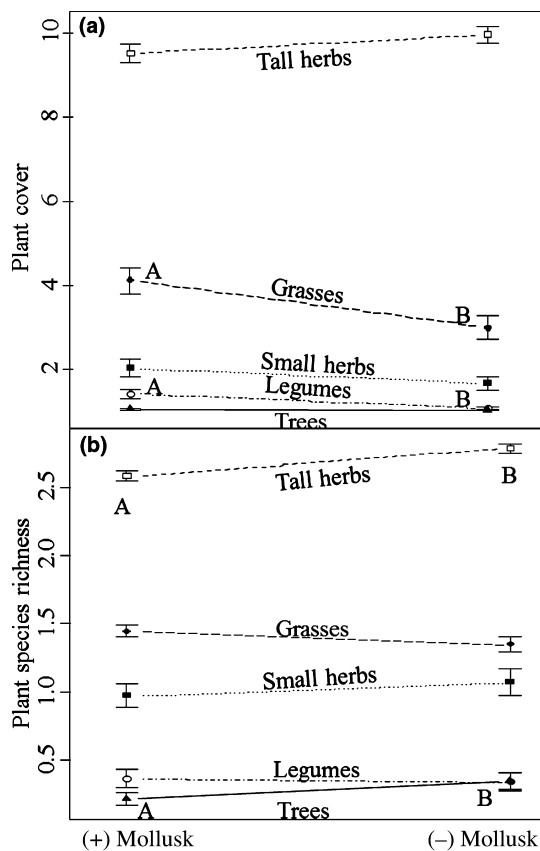 (a)
10
8
6
4
2
Plant cover
Tall herbs
A
Grasses
B
Small herbs
A
Legumes
B
Trees
(b)
2.5
2.0
1.5
1.0
0.5
Plant species richness
Tall herbs
A
B
Grasses
Small herbs
Legumes
A
Trees
B
(+) Mollusk
(–) Mollusk